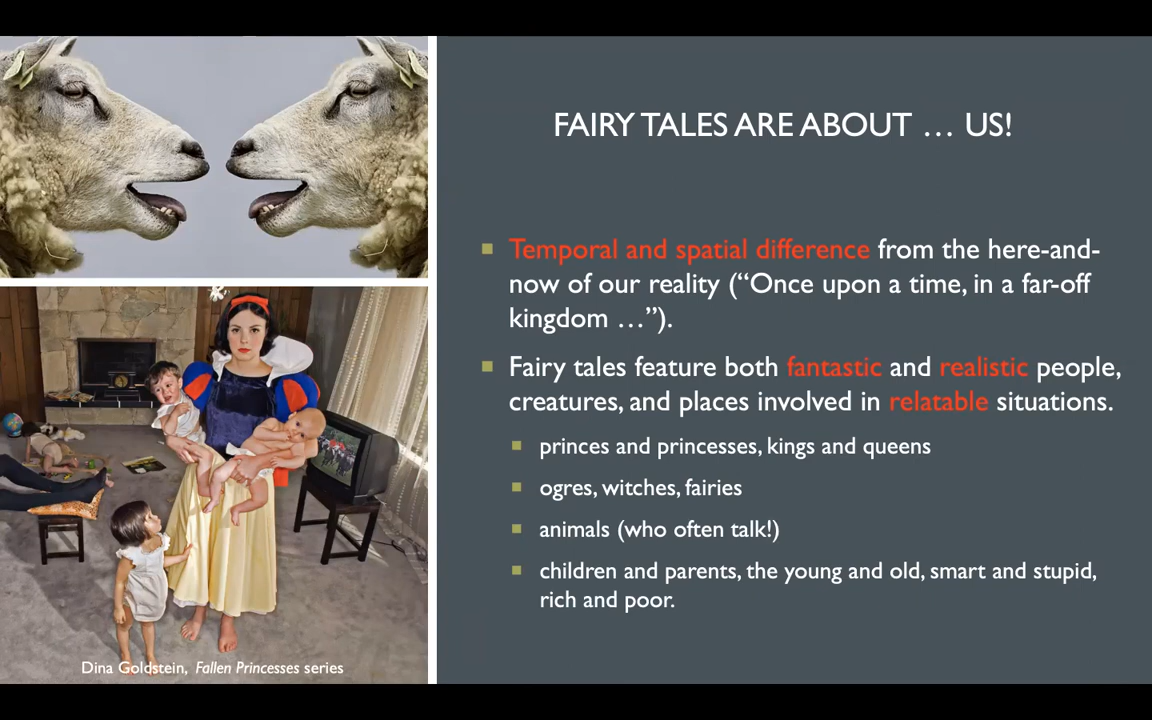 FAIRY TALES ARE ABOUT … US!
Temporal and spatial difference from the here-and-
now of our reality (“Once upon a time, in a far-off
kingdom …”).
Fairy tales feature both fantastic and realistic people,
creatures, and places involved in relatable situations.
princes and princesses, kings and queens
ogres, witches, fairies
animals (who often talk!)
children and parents, the young and old, smart and stupid,
rich and poor.
Dina Goldstein, Fallen Princesses series